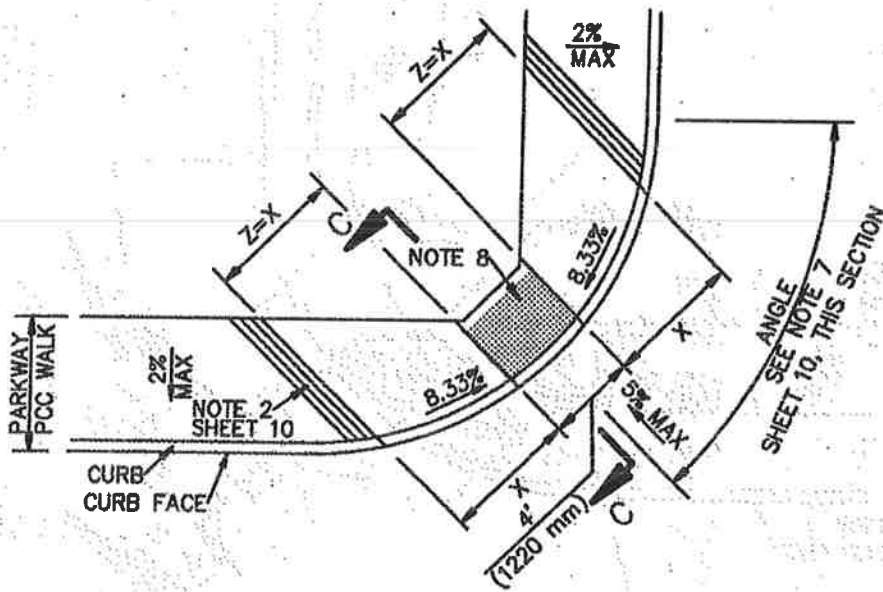 2%
MAX
Z=X
Z=X
C
NOTE 8
8.33%
ANGLE
SEE NOTE 7
SHEET 10, THIS SECTION
PARKWAY
PCC WALK
2%
MAX
8.33%
X
NOTE 2
SHEET 10
5% MAX
CURB
CURB FACE
X
4'
(1220 mm)
C